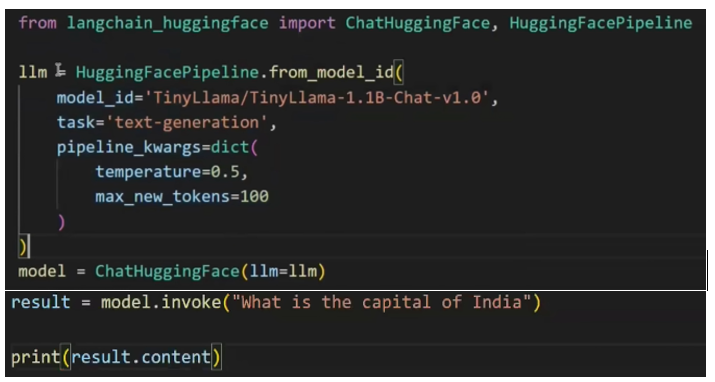 from langchain_huggingface import ChatHuggingFace, HuggingFacePipeline
llm = HuggingFacePipeline.from_model_id(
    model_id='TinyLlama/TinyLlama-1.1B-Chat-v1.0',
    task='text-generation',
    pipeline_kwargs=dict(
        temperature=0.5,
        max_new_tokens=100
    )
)
model = ChatHuggingFace(llm=llm)
result = model.invoke("What is the capital of India")
print(result.content)